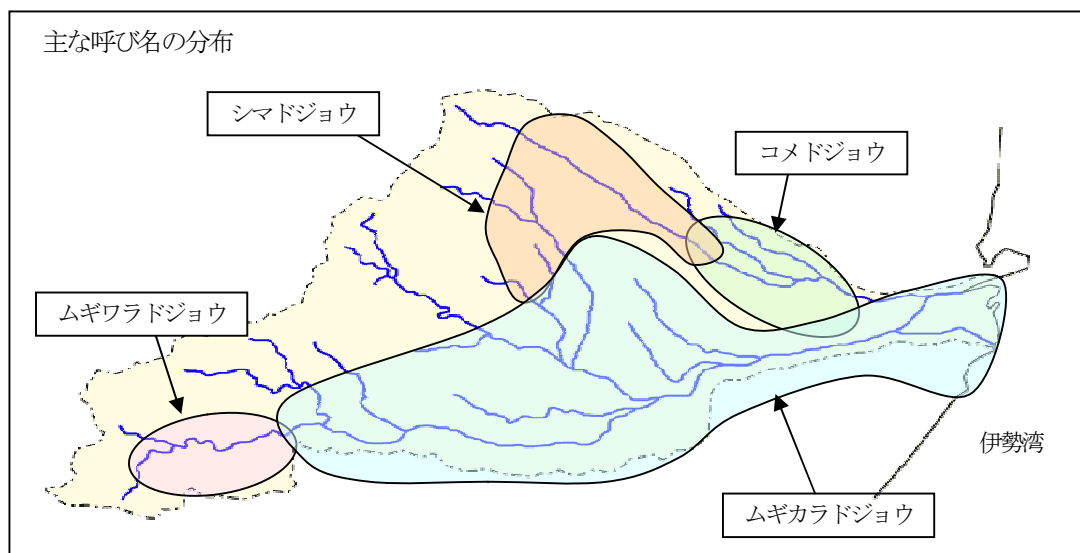 主な呼び名の分布
シマドジョウ
コメドジョウ
ムギワラドジョウ
伊勢湾
ムギカラドジョウ